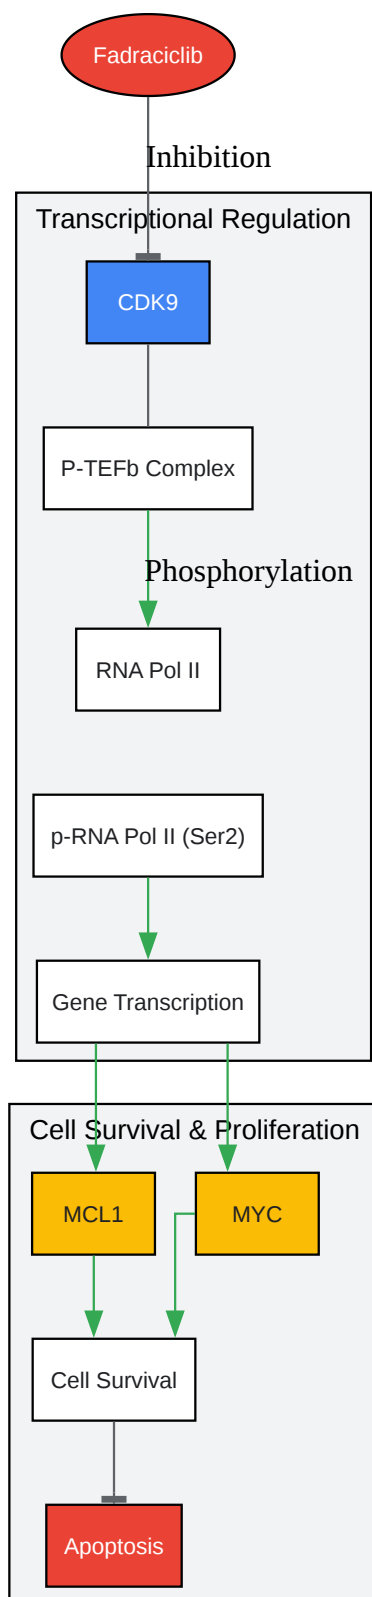 Fadraciclib
Inhibition
Transcriptional Regulation
CDK9
P-TEFb Complex
Phosphorylation
RNA Pol II
p-RNA Pol II (Ser2)
Gene Transcription
Cell Survival & Proliferation
MCL1
MYC
Cell Survival
Apoptosis